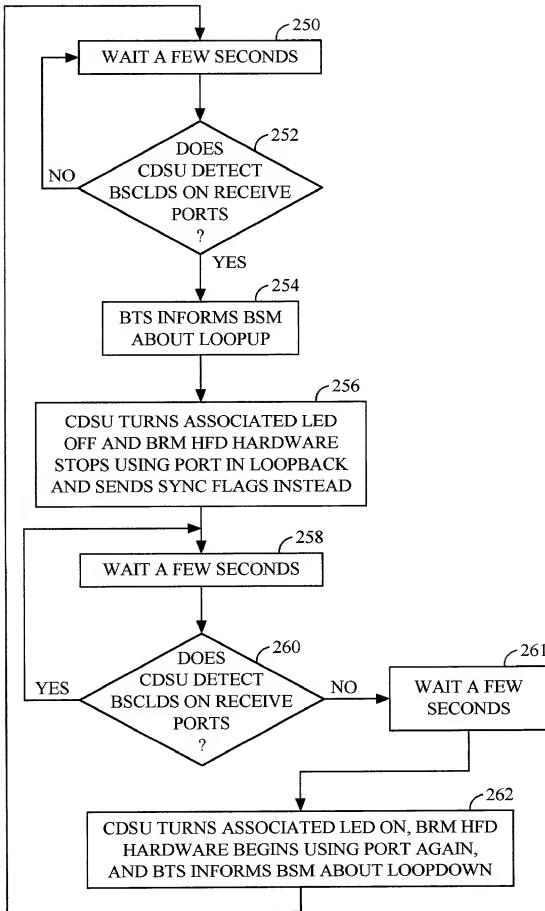 250
WAIT A FEW SECONDS
252
DOES
CDSU DETECT
BSCLDS ON RECEIVE
PORTS
?
NO
YES
254
BTS INFORMS BSM
ABOUT LOOPUP
256
CDSU TURNS ASSOCIATED LED
OFF AND BRM HFD HARDWARE
STOPS USING PORT IN LOOPBACK
AND SENDS SYNC FLAGS INSTEAD
258
WAIT A FEW SECONDS
260
DOES
CDSU DETECT
BSCLDS ON RECEIVE
PORTS
?
YES
NO
261
WAIT A FEW
SECONDS
262
CDSU TURNS ASSOCIATED LED ON, BRM HFD
HARDWARE BEGINS USING PORT AGAIN,
AND BTS INFORMS BSM ABOUT LOOPDOWN